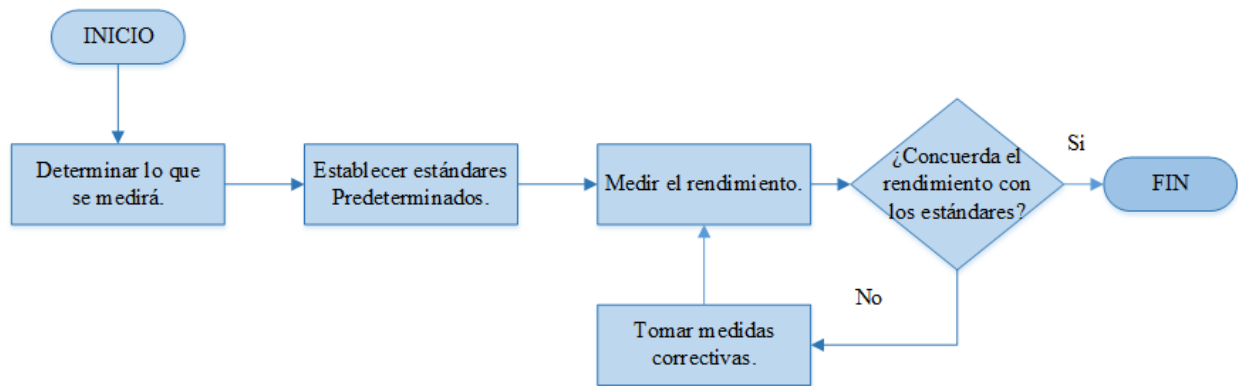 INICIO
Determinar lo que
se medirá.
Establecer estándares
Predeterminados.
Medir el rendimiento.
¿Concuerda el
rendimiento con
los estándares?
Si
FIN
No
Tomar medidas
correctivas.